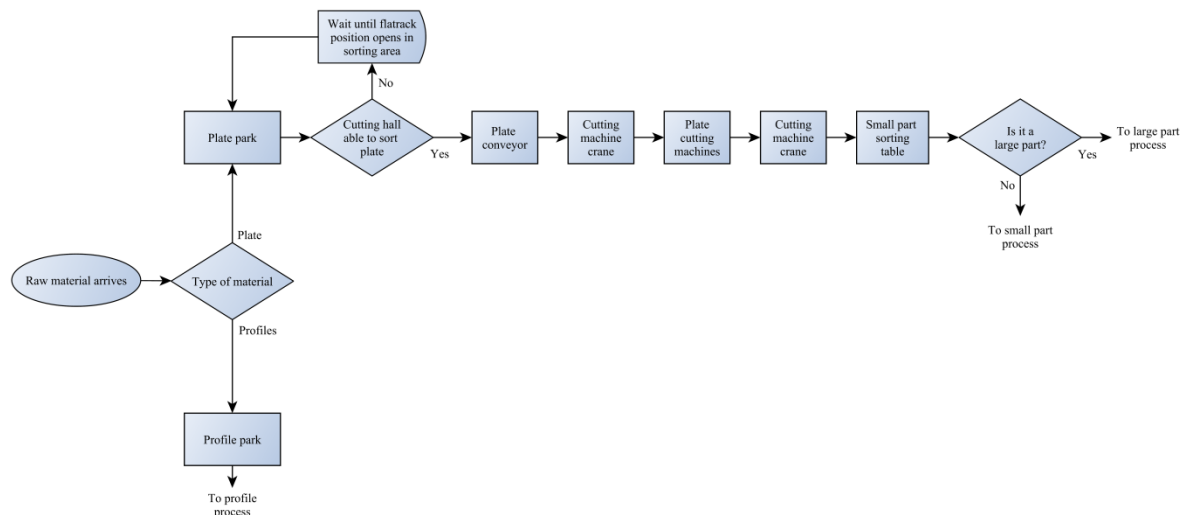 Wait until flatrack
position opens in
sorting area
No
Plate park
Cutting hall
able to sort
plate
Yes
Plate
conveyor
Cutting
machine
crane
Plate
cutting
machines
Cutting
machine
crane
Small part
sorting
table
Is it a
large part?
Yes
To large part
process
No
To small part
process
Plate
Raw material arrives
Type of material
Profiles
Profile park
To profile
process